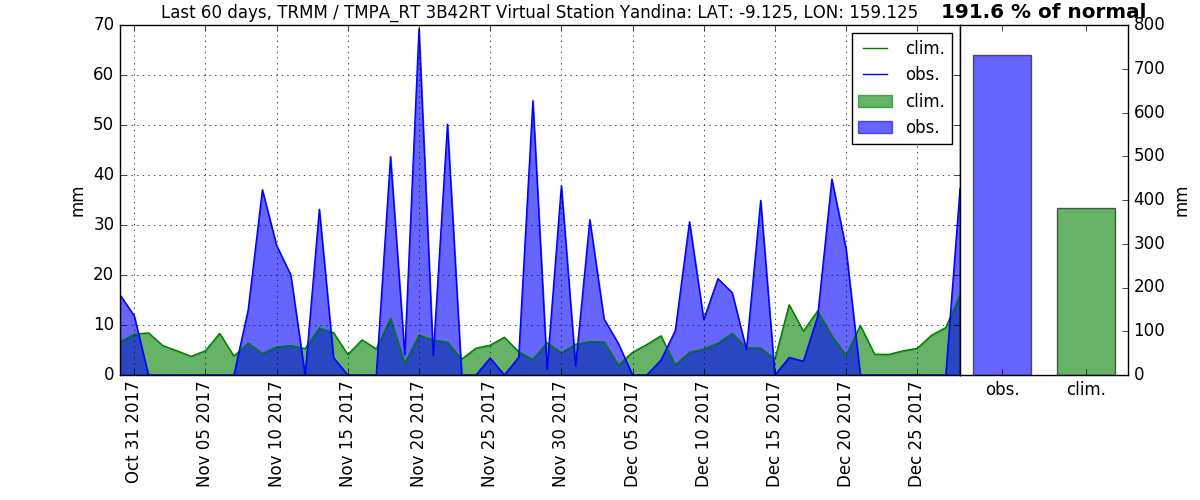 Last 60 days, TRMM / TMPA_RT 3B42RT Virtual Station Yandina: LAT: -9.125, LON: 159.125
191.6 % of normal
70
60
50
40
30
20
10
0
mm
clim.
obs.
clim.
obs.
800
700
600
500
400
300
200
100
0
mm
Oct 31 2017
Nov 05 2017
Nov 10 2017
Nov 15 2017
Nov 20 2017
Nov 25 2017
Nov 30 2017
Dec 05 2017
Dec 10 2017
Dec 15 2017
Dec 20 2017
Dec 25 2017
obs.
clim.